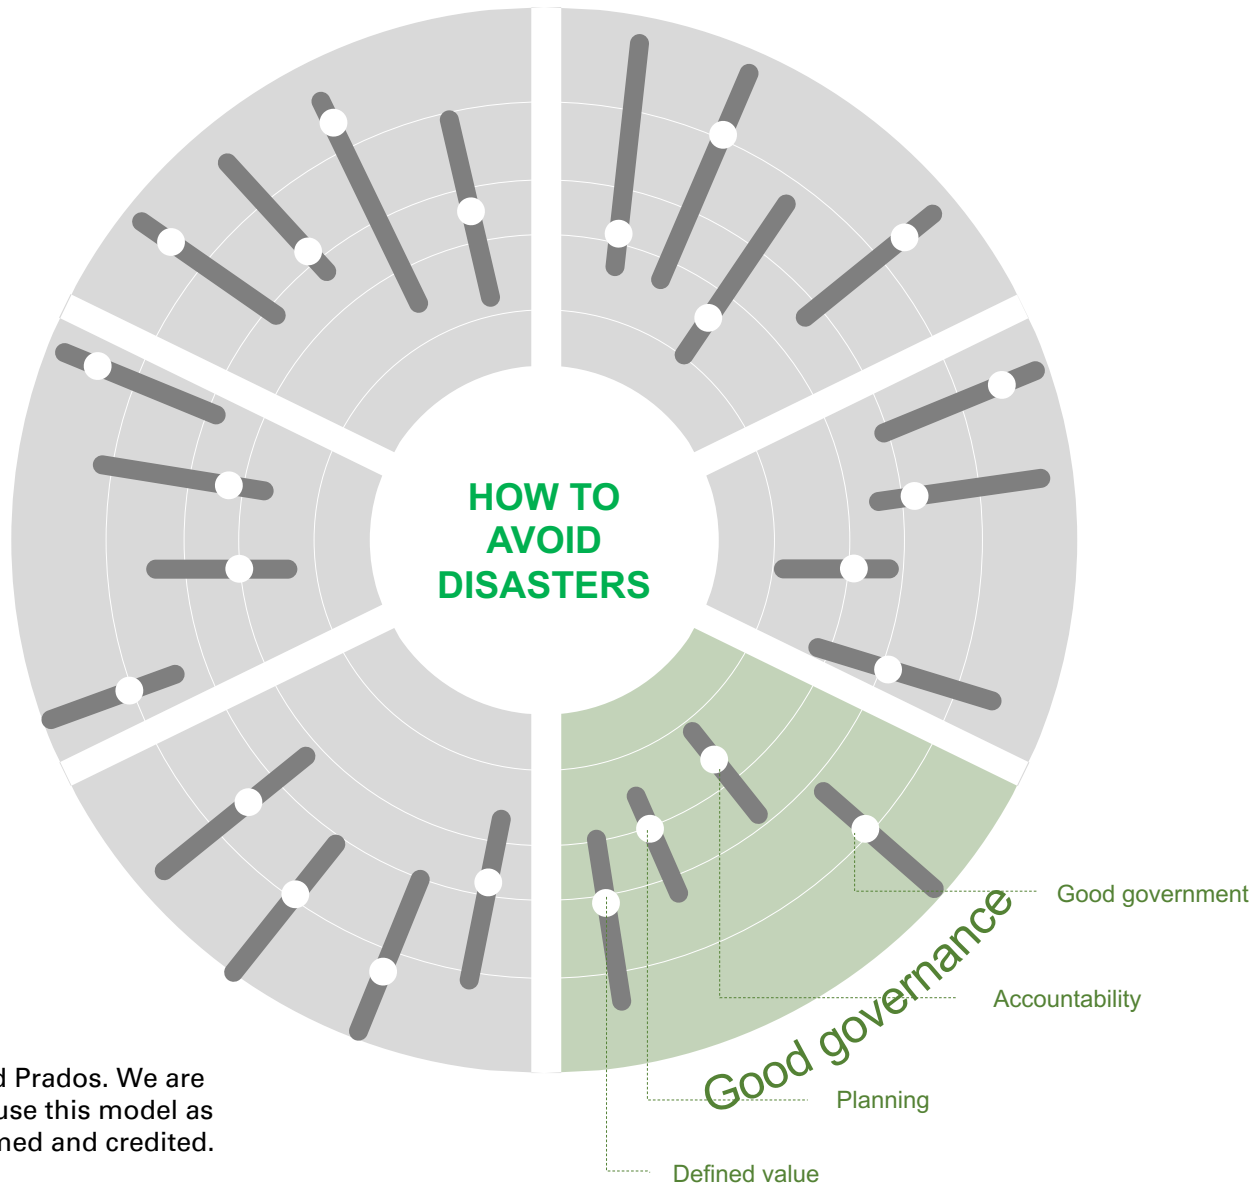 HOW TO
AVOID
DISASTERS
Good government
Good governance
Accountability
Planning
Defined value
Prados. We are
use this model as
and credited.